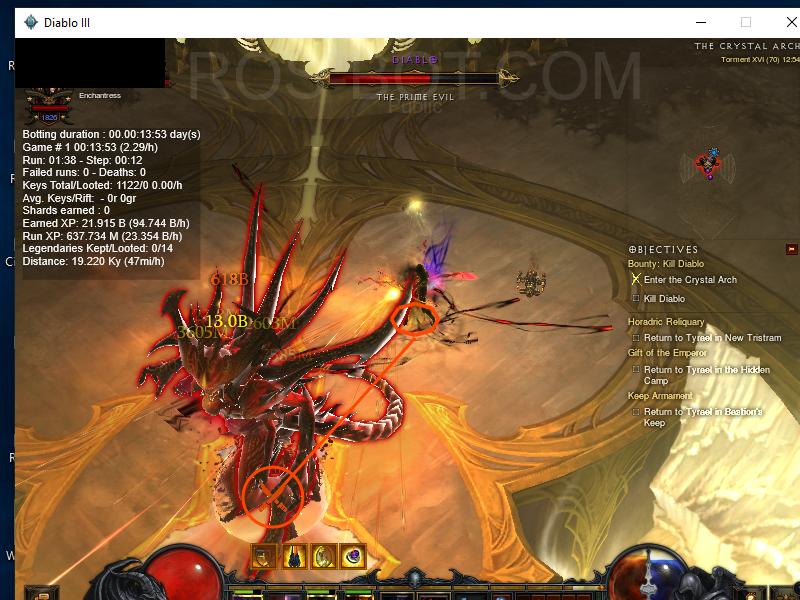 Diablo III
THE CRYSTAL ARCH
Torment XVI (70) 12:54
DIABLO
THE PRIME EVIL
Public
Enchantress
1826
Botting duration : 00.00:13:53 day(s)
Game # 1 00:13:53 (2.29/h)
Run: 01:38 - Step: 00:12
Failed runs: 0 - Deaths: 0
Keys Total/Looted: 1122/0 0.00/h
Avg. Keys/Rift:  - 0r 0gr
Shards earned : 0
Earned XP: 21.915 B (94.744 B/h)
Run XP: 637.734 M (23.354 B/h)
Legendaries Kept/Looted: 0/14
Distance: 19.220 Ky (47mi/h)
618B
13.0B
3605M
2603M
OBJECTIVES
Bounty: Kill Diablo
Enter the Crystal Arch
Kill Diablo
Horadric Reliquary
Return to Tyrael in New Tristram
Gift of the Emperor
Return to Tyrael in the Hidden
Camp
Keep Armament
Return to Tyrael in Bastion's
Keep